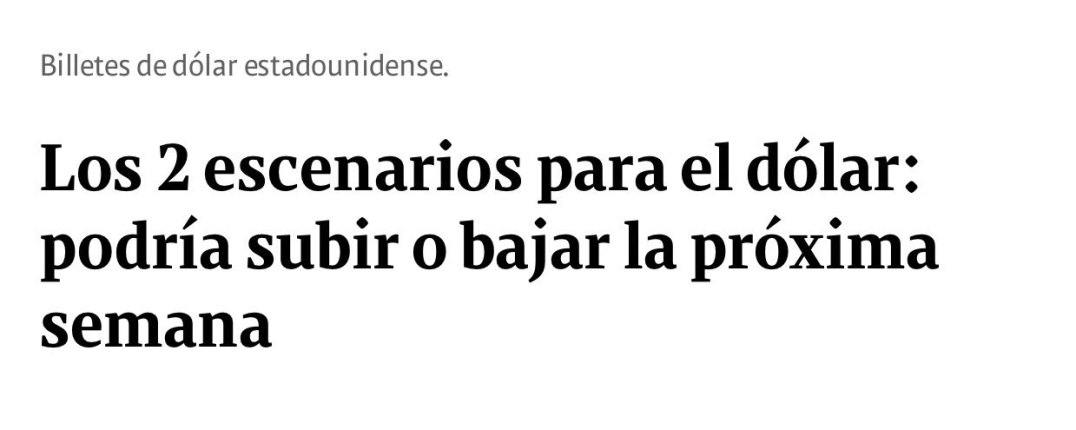 Billetes de dólar estadounidense.
Los 2 escenarios para el dólar:
podría subir o bajar la próxima
semana